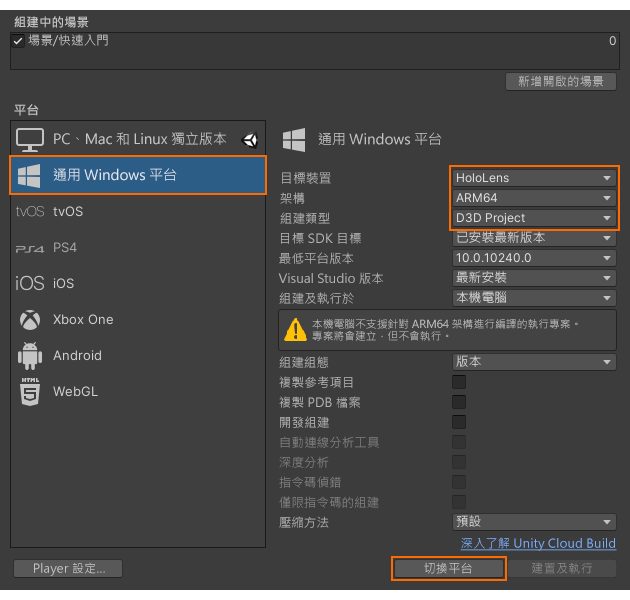 組建中的場景
場景/快速入門 0
新增開啟的場景
平台
PC、Mac 和 Linux 獨立版本
通用 Windows 平台
tvOS tvOS
PS4 PS4
iOS iOS
Xbox One
Android
HTML 5 WebGL
通用 Windows 平台
目標裝置 HoloLens
架構 ARM64
組建類型 D3D Project
目標 SDK 目標 已安裝最新版本
最低平台版本 10.0.10240.0
Visual Studio 版本 最新安裝
組建及執行於 本機電腦
本機電腦不支援針對 ARM64 架構進行編譯的執行專案。
專案將會建立，但不會執行。
組建組態 版本
複製參考項目
複製 PDB 檔案
開發組建
自動連線分析工具
深度分析
指令碼偵錯
僅限指令碼的組建
壓縮方法 預設
深入了解 Unity Cloud Build
Player 設定...
切換平台
建置及執行